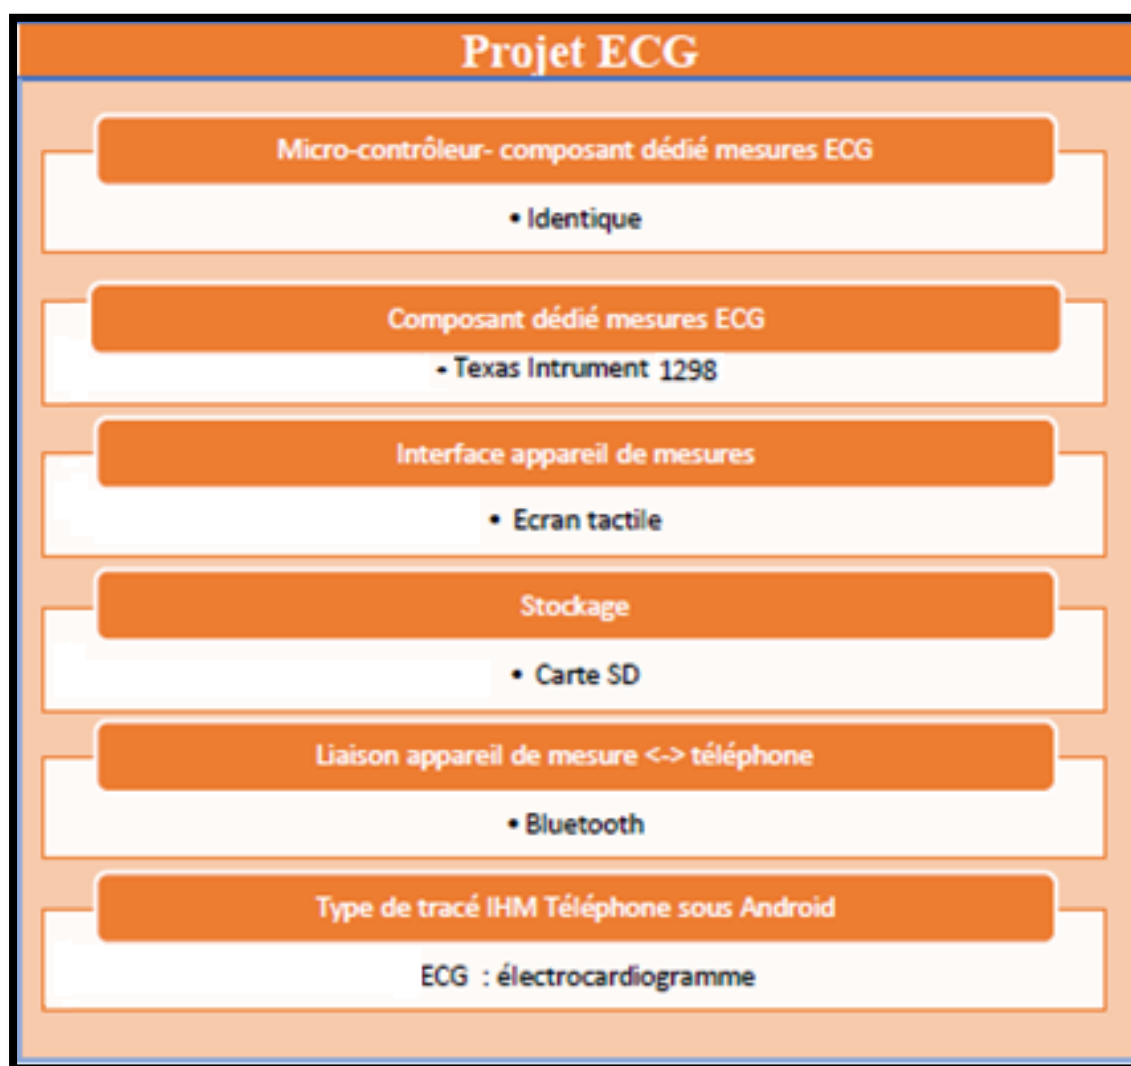 Projet ECG
Micro-contrôleur- composant dédié mesures ECG
• Identique
Composant dédié mesures ECG
- Texas Intrument 1298
Interface appareil de mesures
• Ecran tactile
Stockage
• Carte SD
Liaison appareil de mesure <-> téléphone
• Bluetooth
Type de tracé IHM Téléphone sous Android
ECG : électrocardiogramme